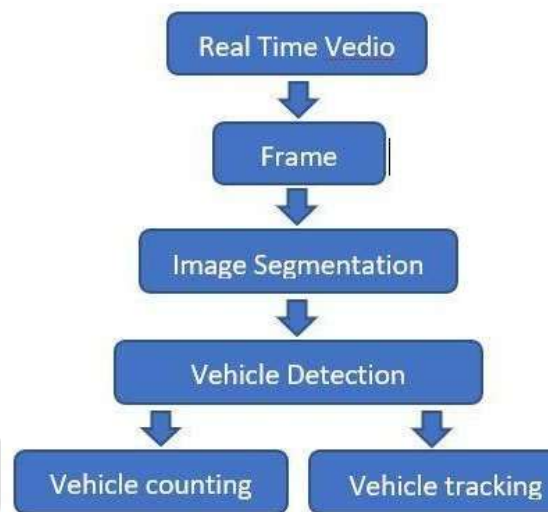 Real Time Vedio
Frame
Image Segmentation
Vehicle Detection
Vehicle counting
Vehicle tracking